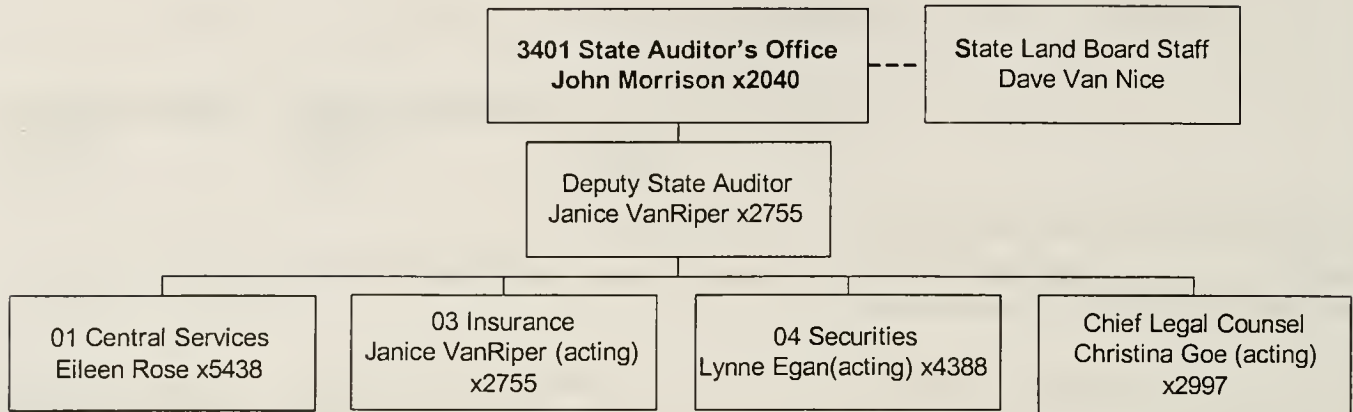 3401 State Auditor's Office
John Morrison x2040
State Land Board Staff
Dave Van Nice
Deputy State Auditor
Janice VanRiper x2755
01 Central Services
Eileen Rose x5438
03 Insurance
Janice VanRiper (acting)
x2755
04 Securities
Lynne Egan(acting) x4388
Chief Legal Counsel
Christina Goe (acting)
x2997